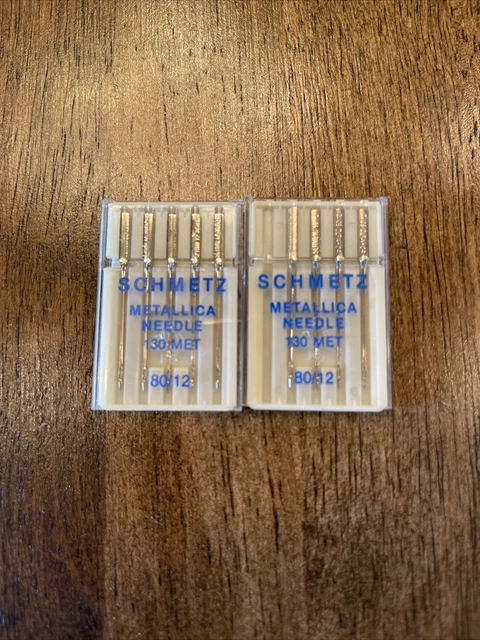 SCHMETZ
METALLICA
NEEDLE
130 MET
80/12
SCHMETZ
METALLICA
NEEDLE
130 MET
80/12